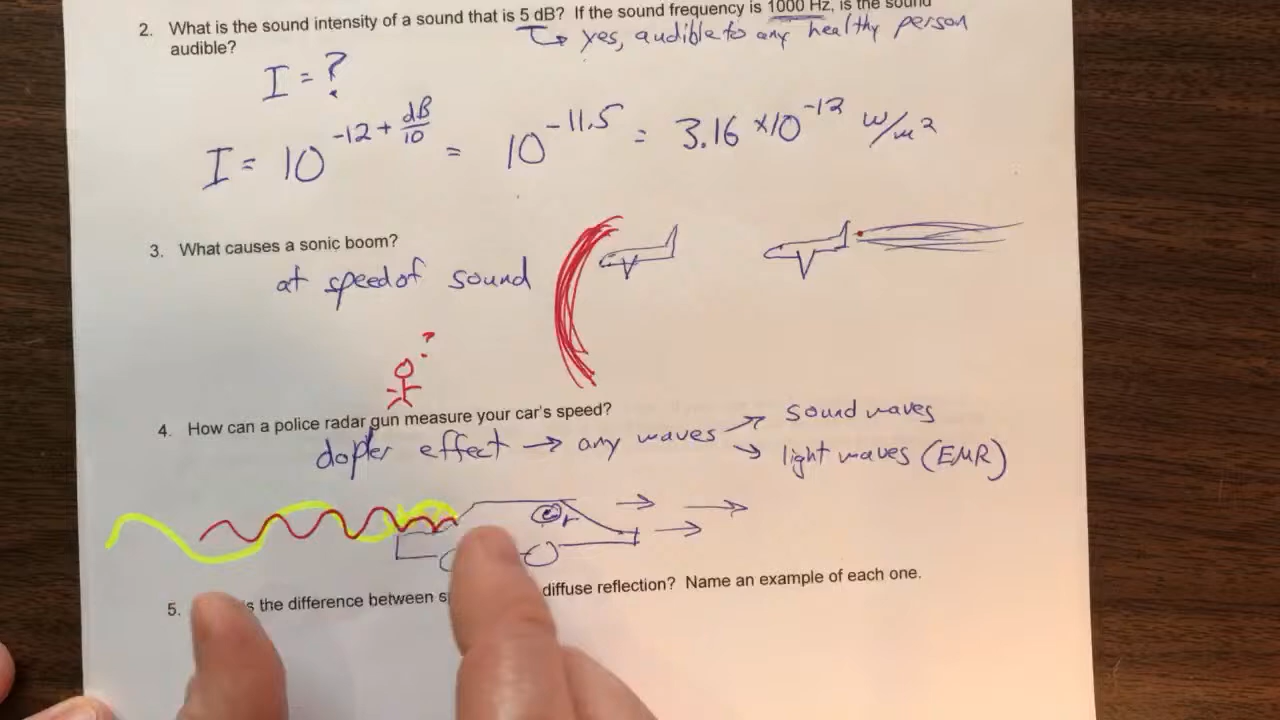 2. What is the sound intensity of a sound that is 5 dB? If the sound frequency is 1000 Hz, is the sound
audible?
↳ yes, audible to any healthy person
I = ?
I = 10^(-12 + dB/10) = 10^(-11.5) = 3.16 × 10^(-12) W/m²
3. What causes a sonic boom?
at speed of sound
?
4. How can a police radar gun measure your car's speed?
dopler effect → any waves ↗ sound waves
↘ light waves (EMR)
5. is the difference between diffuse reflection? Name an example of each one.